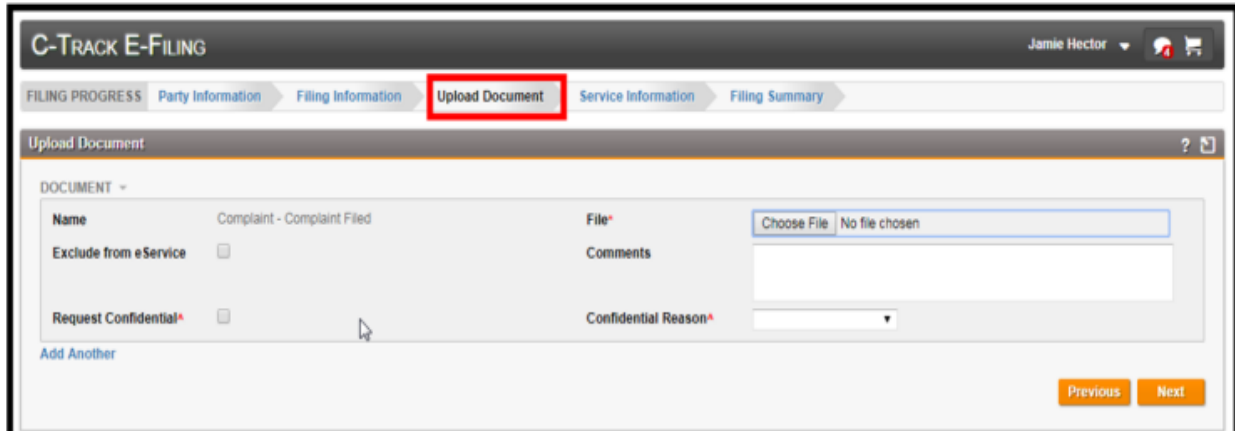 C-TRACK E-FILING
Jamie Hector
4
FILING PROGRESS Party Information Filing Information Upload Document Service Information Filing Summary
Upload Document ?
DOCUMENT
Name Complaint - Complaint Filed File* Choose File No file chosen
Exclude from eService Comments
Request Confidential* Confidential Reason*
Add Another
Previous Next